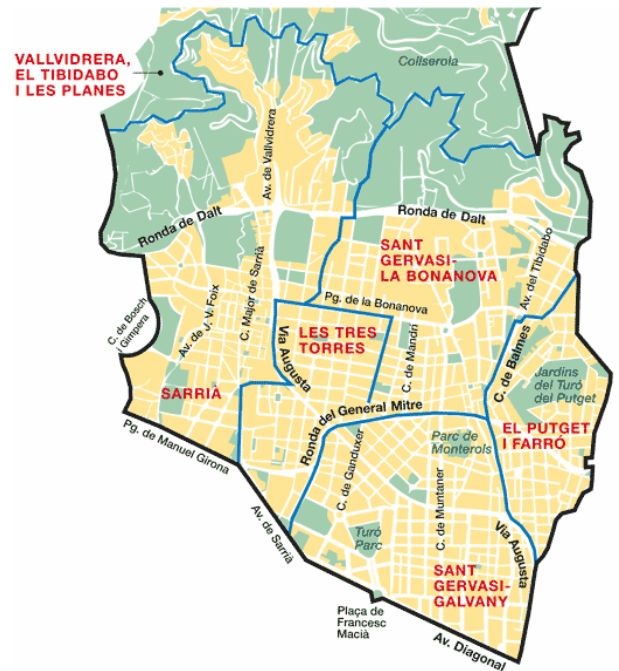 VALLVIDRERA,
EL TIBIDABO
I LES PLANES
Collserola
Av. de Vallvidrera
Ronda de Dalt
Ronda de Dalt
SANT
GERVASI-
LA BONANOVA
Av. del Tibidabo
C. de Bosch
i Gimpera
Av. de J. V. Foix
C. Major de Sarrià
Pg. de la Bonanova
Via Augusta
LES TRES
TORRES
C. de Mandri
C. de Balmes
Jardins
del Turó
del Putget
SARRIÀ
Ronda del General Mitre
EL PUTGET
I FARRÓ
Parc de
Monterols
Pg. de Manuel Girona
C. de Ganduxer
C. de Muntaner
Av. de Sarrià
Turó
Parc
Via Augusta
SANT
GERVASI-
GALVANY
Plaça de
Francesc
Macià
Av. Diagonal